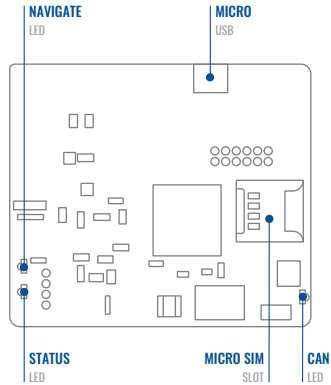 NAVIGATE
LED
MICRO
USB
STATUS
LED
MICRO SIM
SLOT
CAN
LED